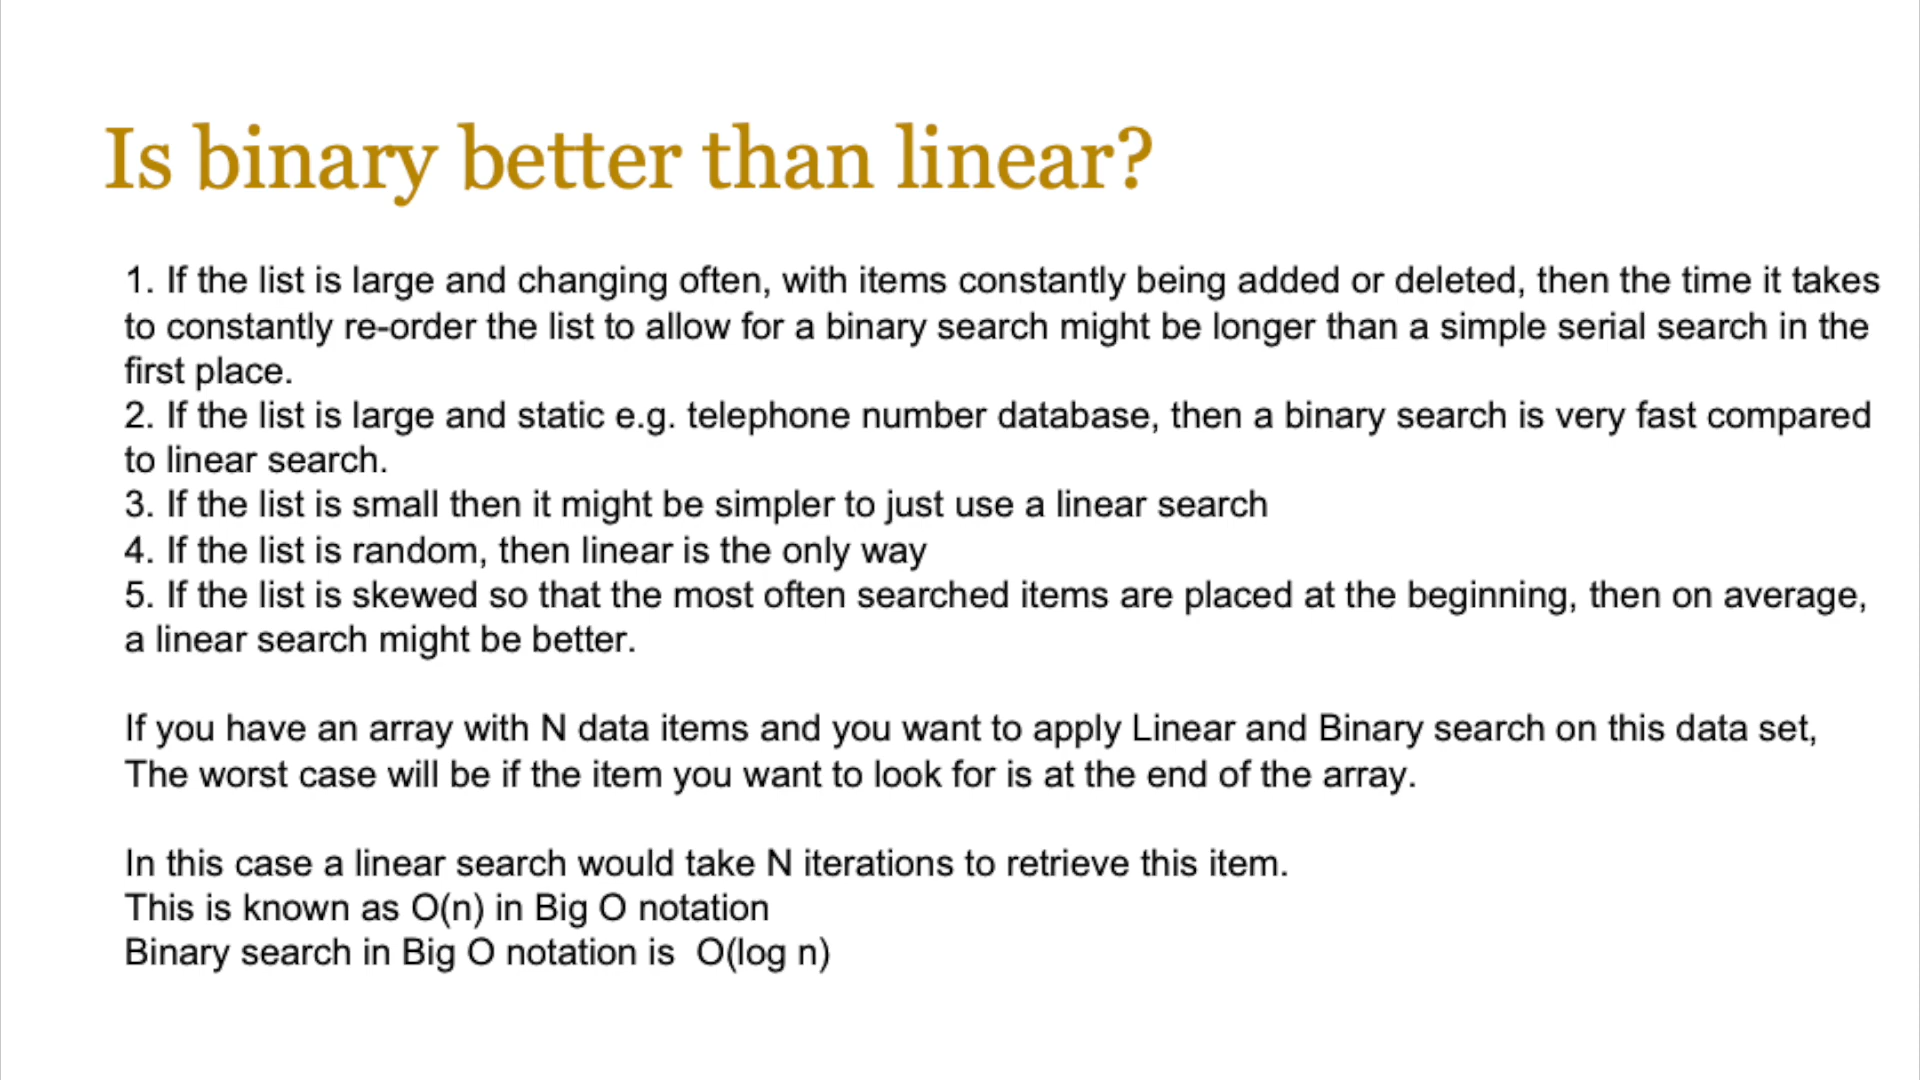 Is binary better than linear?
1. If the list is large and changing often, with items constantly being added or deleted, then the time it takes
to constantly re-order the list to allow for a binary search might be longer than a simple serial search in the
first place.
2. If the list is large and static e.g. telephone number database, then a binary search is very fast compared
to linear search.
3. If the list is small then it might be simpler to just use a linear search
4. If the list is random, then linear is the only way
5. If the list is skewed so that the most often searched items are placed at the beginning, then on average,
a linear search might be better.
If you have an array with N data items and you want to apply Linear and Binary search on this data set,
The worst case will be if the item you want to look for is at the end of the array.
In this case a linear search would take N iterations to retrieve this item.
This is known as O(n) in Big O notation
Binary search in Big O notation is  O(log n)